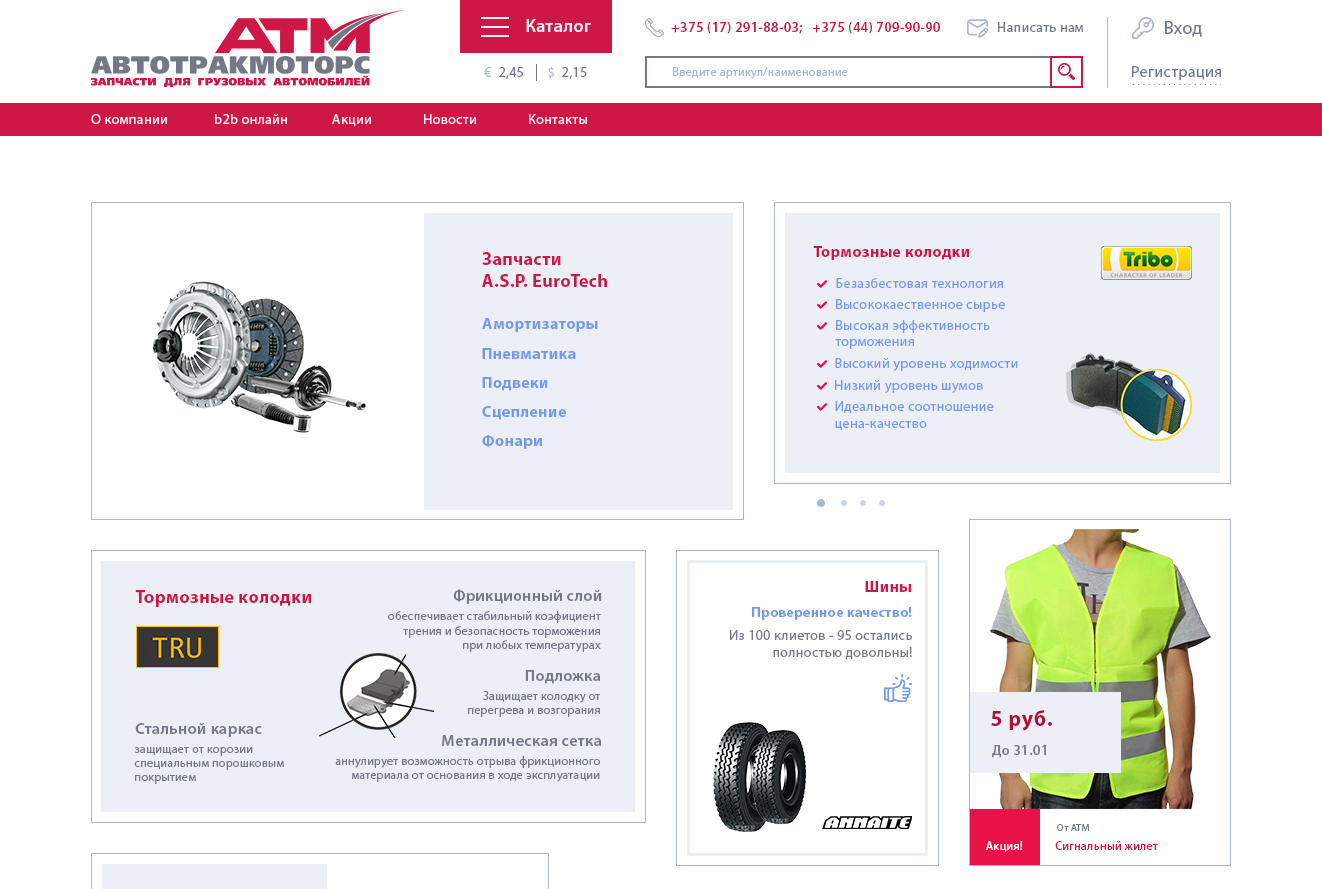 АТМ
АВТОТРАКМОТОРС
ЗАПЧАСТИ ДЛЯ ГРУЗОВЫХ АВТОМОБИЛЕЙ
Каталог
€ 2,45 | $ 2,15
+375 (17) 291-88-03; +375 (44) 709-90-90
Написать нам
Введите артикул/наименование
Вход
Регистрация
О компании b2b онлайн Акции Новости Контакты
Запчасти
A.S.P. EuroTech
Амортизаторы
Пневматика
Подвеки
Сцепление
Фонари
Тормозные колодки
Tribo
CHARACTER OF LEADER
Безазбестовая технология
Высококаественное сырье
Высокая эффективность
торможения
Высокий уровень ходимости
Низкий уровень шумов
Идеальное соотношение
цена-качество
Тормозные колодки
TRU
Фрикционный слой
обеспечивает стабильный коэфициент
трения и безопасность торможения
при любых температурах
Подложка
Защищает колодку от
перегрева и возгорания
Стальной каркас
защищает от корозии
специальным порошковым
покрытием
Металлическая сетка
аннулирует возможность отрыва фрикционного
материала от основания в ходе эксплуатации
Шины
Проверенное качество!
Из 100 клиетов - 95 остались
полностью довольны!
ANNAITE
5 руб.
До 31.01
Акция!
От АТМ
Сигнальный жилет